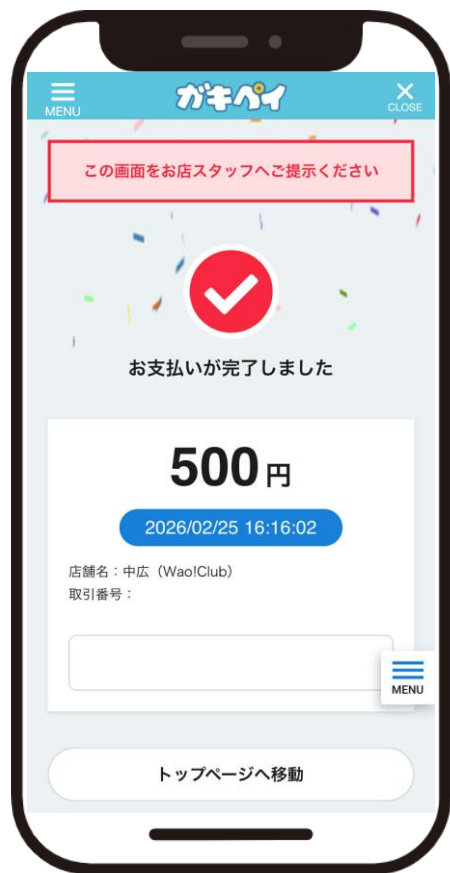 MENU
ガキペイ
CLOSE
この画面をお店スタッフへご提示ください
お支払いが完了しました
500円
2026/02/25 16:16:02
店舗名：中広（Wao!Club）
取引番号：
MENU
トップページへ移動